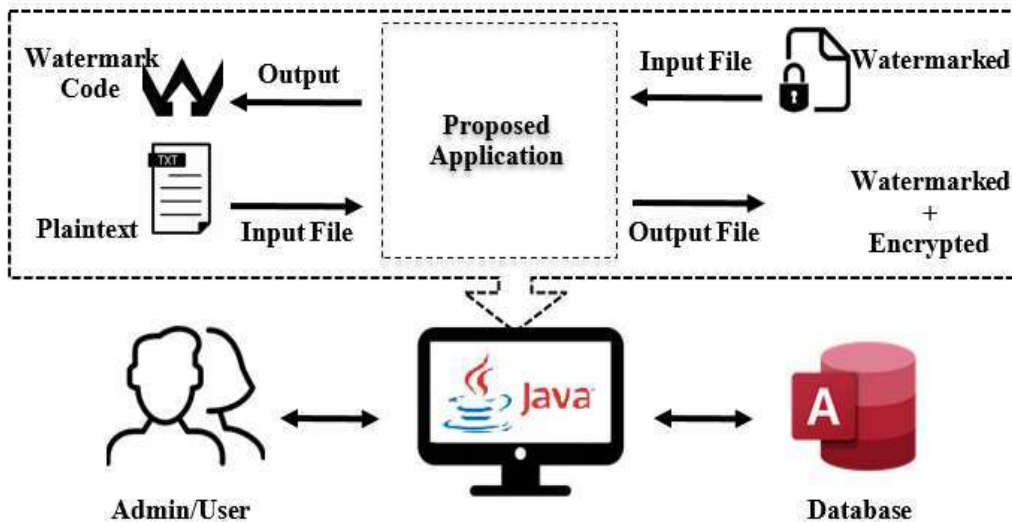 Watermark
Code
Output
Input File
Watermarked
Proposed
Application
TXT
Plaintext
Input File
Output File
Watermarked
+
Encrypted
Java
A
Admin/User
Database